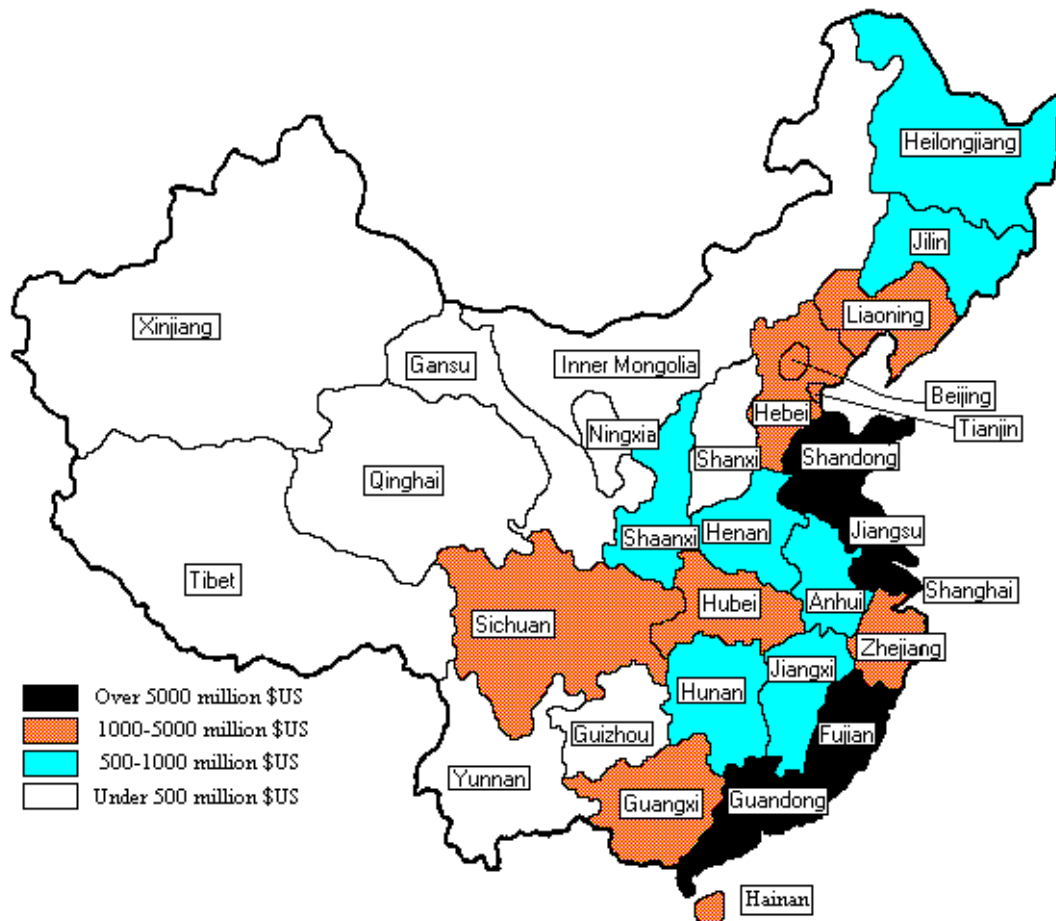 Heilongjiang
Jilin
Liaoning
Xinjiang
Gansu
Inner Mongolia
Beijing
Hebei
Tianjin
Ningxia
Shanxi
Shandong
Qinghai
Shaanxi
Henan
Jiangsu
Tibet
Sichuan
Hubei
Anhui
Shanghai
Zhejiang
Hunan
Jiangxi
Over 5000 million $US
1000-5000 million $US
500-1000 million $US
Under 500 million $US
Guizhou
Fujian
Yunnan
Guangxi
Guandong
Hainan